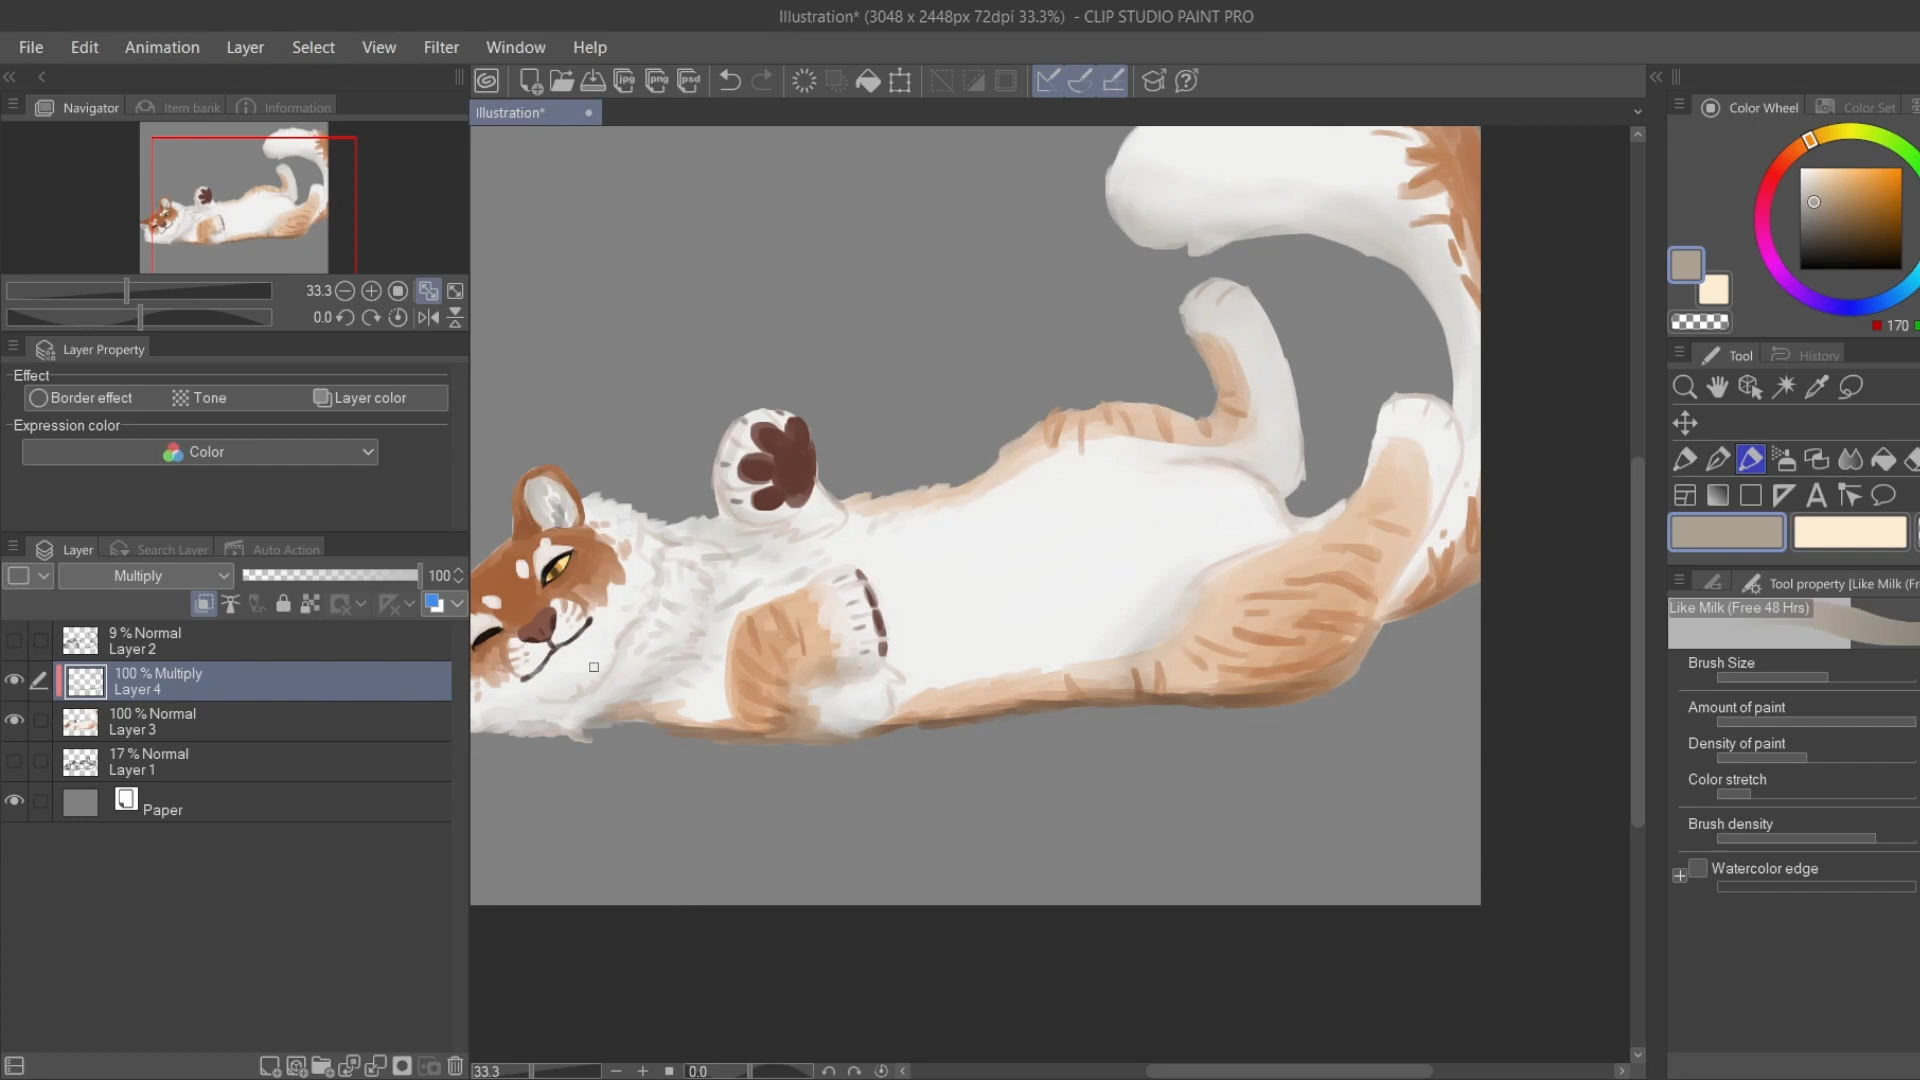 Illustration* (3048 x 2448px 72dpi 33.3%) - CLIP STUDIO PAINT PRO
File Edit Animation Layer Select View Filter Window Help
jpg png psd
Navigator Item bank Information
Illustration*
Color Wheel Color Set
33.3
0.0
170
Layer Property
Tool History
Effect
Border effect Tone Layer color
Expression color
Color
A
Layer Search Layer Auto Action
Multiply 100
Tool property [Like Milk (Fr
Like Milk (Free 48 Hrs)
9 % Normal
Layer 2
100 % Multiply
Layer 4
100 % Normal
Layer 3
17 % Normal
Layer 1
Paper
Brush Size
Amount of paint
Density of paint
Color stretch
Brush density
Watercolor edge
33.3 0.0